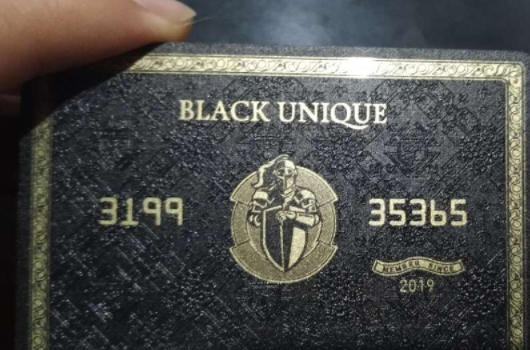 BLACK UNIQUE
3199 35365
MEMBER SINCE
2019